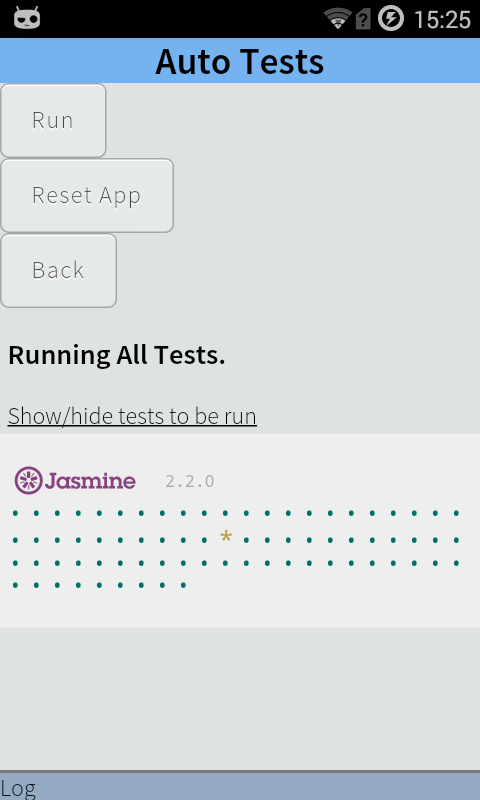 15:25
Auto Tests
Run
Reset App
Back
Running All Tests.
Show/hide tests to be run
Jasmine 2.2.0
• • • • • • • • • • • • • • • • • • • • • •
• • • • • • • • • • * • • • • • • • • • • •
• • • • • • • • • • • • • • • • • • • • • •
• • • • • • • • •
Log